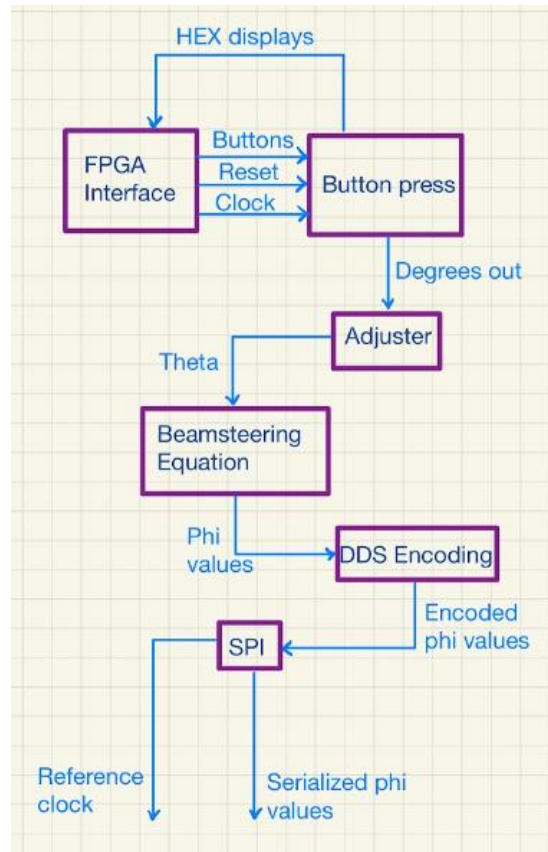 HEX displays
FPGA
Interface
Buttons
Reset
Clock
Button press
Degrees out
Adjuster
Theta
Beamsteering
Equation
Phi
values
DDS Encoding
Encoded
phi values
SPI
Reference
clock
Serialized phi
values